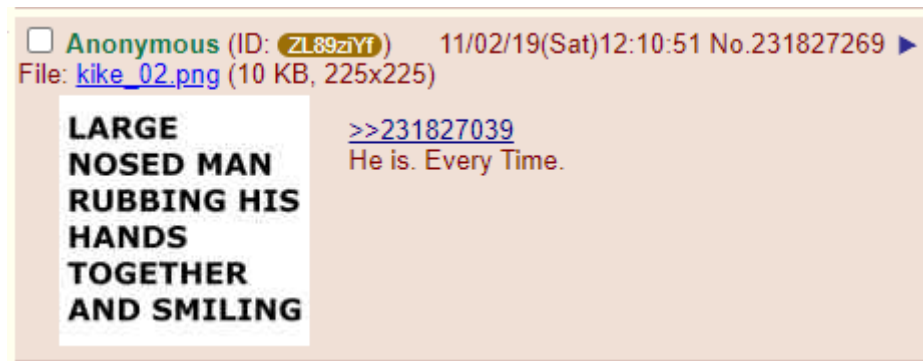 Anonymous (ID: ZL89ziYf) 11/02/19(Sat)12:10:51 No.231827269 ▶
File: kike_02.png (10 KB, 225x225)
LARGE
NOSED MAN
RUBBING HIS
HANDS
TOGETHER
AND SMILING
>>231827039
He is. Every Time.